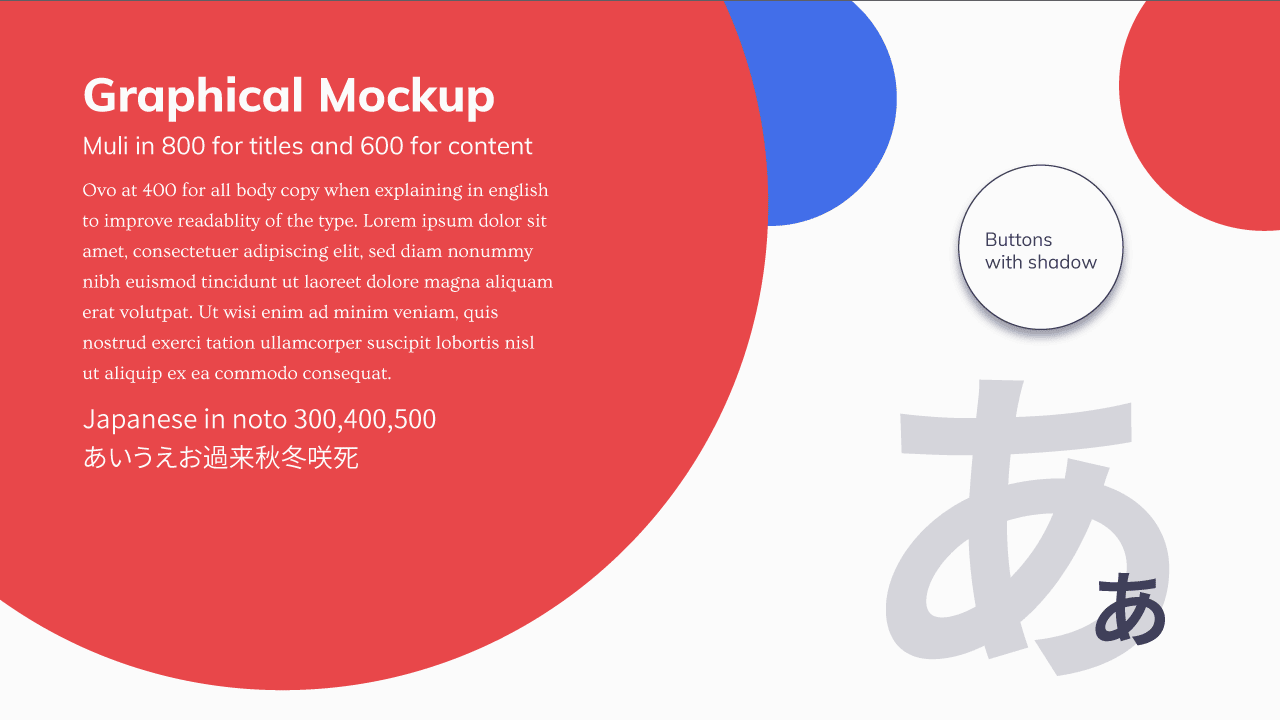 Graphical Mockup
Muli in 800 for titles and 600 for content
Ovo at 400 for all body copy when explaining in english
to improve readablity of the type. Lorem ipsum dolor sit
amet, consectetuer adipiscing elit, sed diam nonummy
nibh euismod tincidunt ut laoreet dolore magna aliquam
erat volutpat. Ut wisi enim ad minim veniam, quis
nostrud exerci tation ullamcorper suscipit lobortis nisl
ut aliquip ex ea commodo consequat.
Japanese in noto 300,400,500
あいうえお過来秋冬咲死
Buttons
with shadow
あ
あ